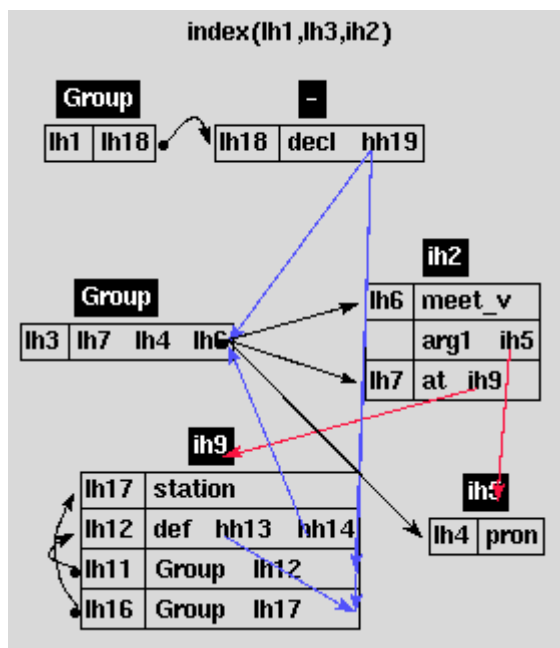 index(lh1,lh3,ih2)
Group
-
lh1 lh18
lh18 decl hh19
ih2
Group
lh6 meet_v
lh3 lh7 lh4 lh6
arg1 ih5
lh7 at ih9
ih9
ih5
lh17 station
lh12 def hh13 hh14
lh4 pron
lh11 Group lh12
lh16 Group lh17